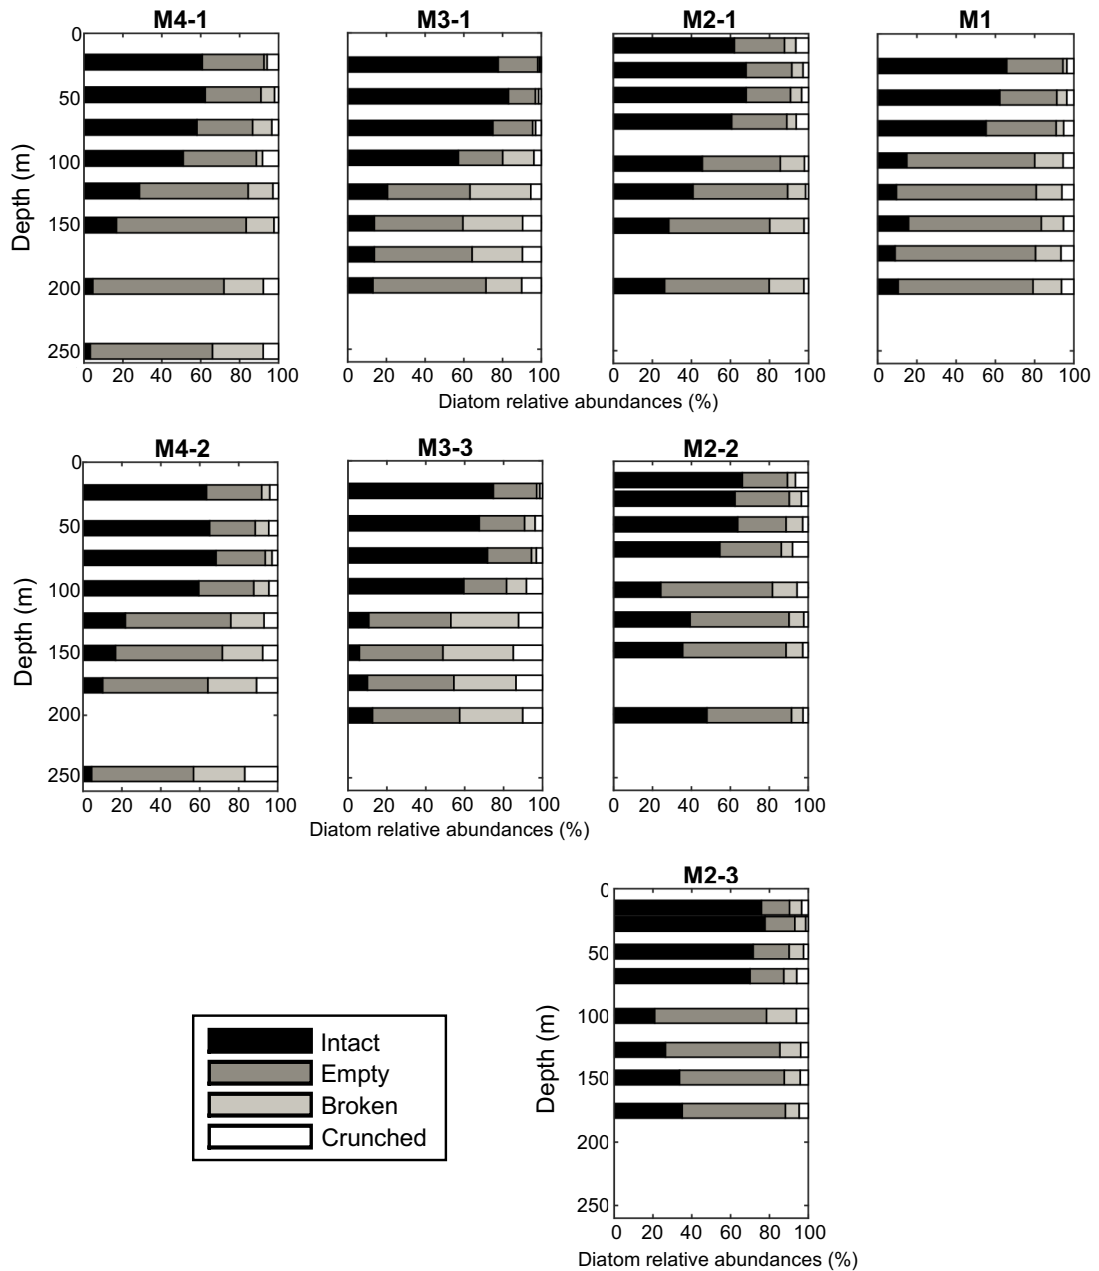 M4-1 M3-1 M2-1 M1
Depth (m)
0
50
100
150
200
250
0 20 40 60 80 100 0 20 40 60 80 100 0 20 40 60 80 100 0 20 40 60 80 100
Diatom relative abundances (%)
M4-2 M3-3 M2-2
Depth (m)
0
50
100
150
200
250
0 20 40 60 80 100 0 20 40 60 80 100 0 20 40 60 80 100
Diatom relative abundances (%)
M2-3
Depth (m)
0
50
100
150
200
250
0 20 40 60 80 100
Diatom relative abundances (%)
Intact
Empty
Broken
Crunched